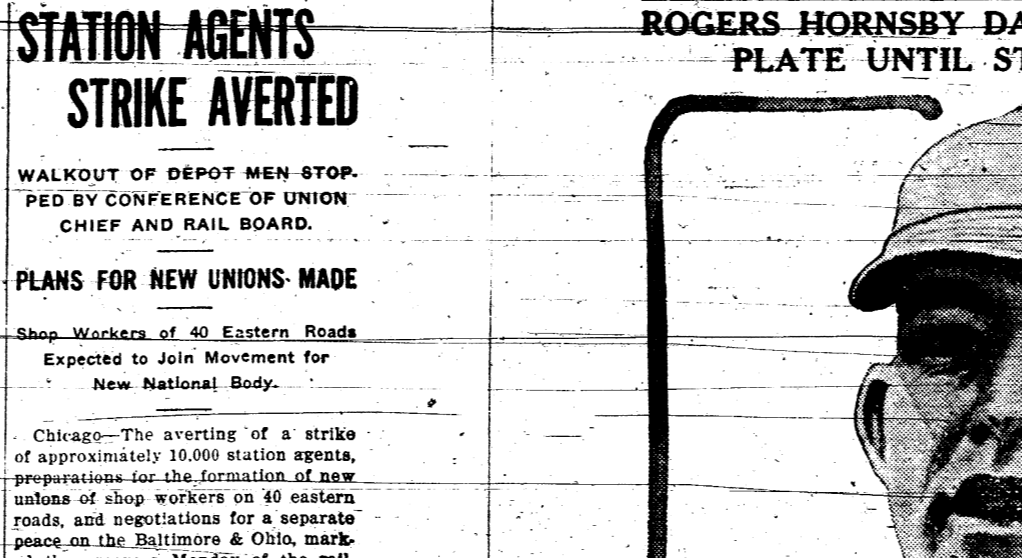 STATION AGENTS
STRIKE AVERTED
WALKOUT OF DEPOT MEN STOP-
PED BY CONFERENCE OF UNION
CHIEF AND RAIL BOARD.
PLANS FOR NEW UNIONS MADE
Shop Workers of 40 Eastern Roads
Expected to Join Movement for
New National Body.
Chicago—The averting of a strike
of approximately 10,000 station agents,
preparations for the formation of new
unions of shop workers on 40 eastern
roads, and negotiations for a separate
peace on the Baltimore & Ohio, mark-
Monday of the rail-
ROGERS HORNSBY DA
PLATE UNTIL ST